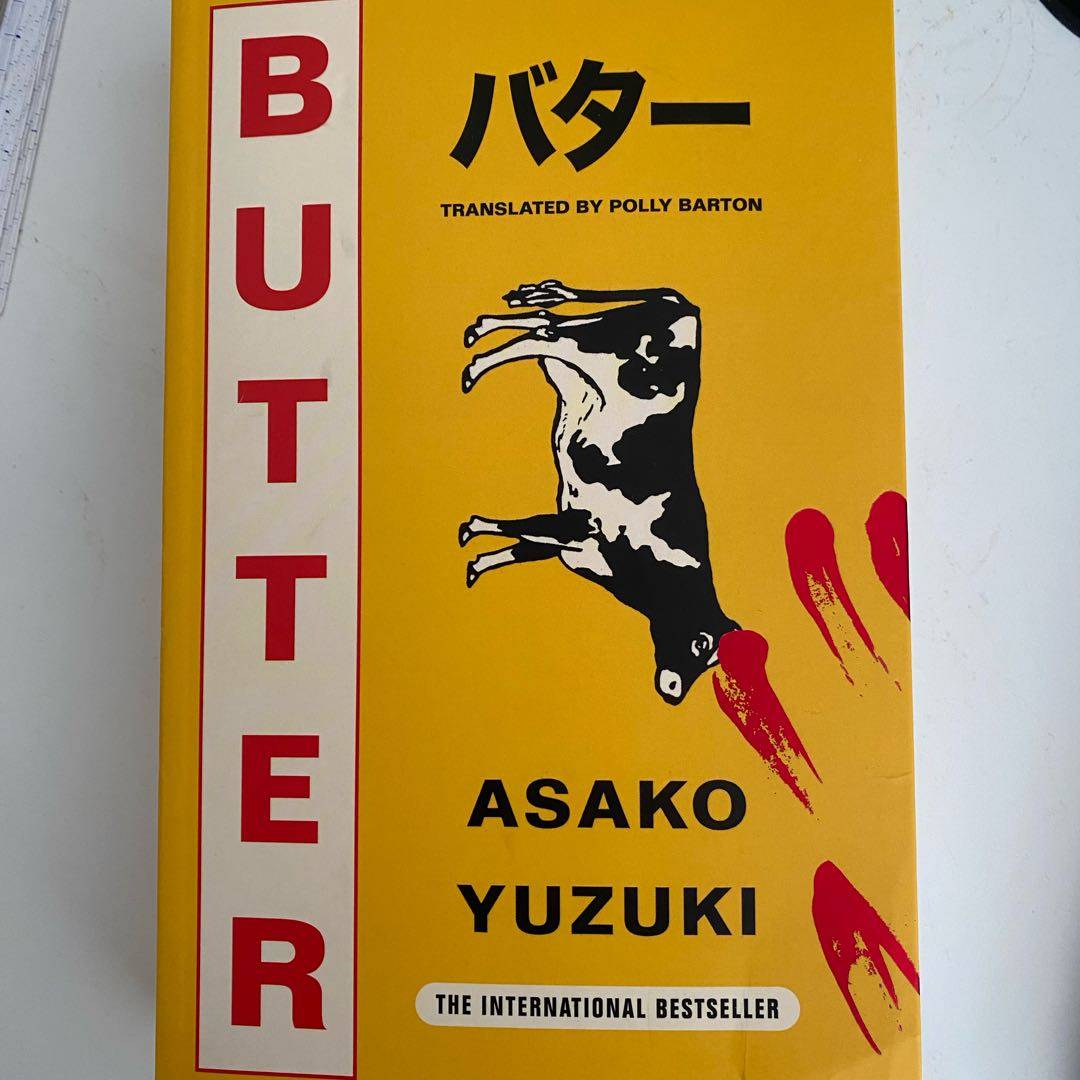 BUTTER
バター
TRANSLATED BY POLLY BARTON
ASAKO
YUZUKI
THE INTERNATIONAL BESTSELLER